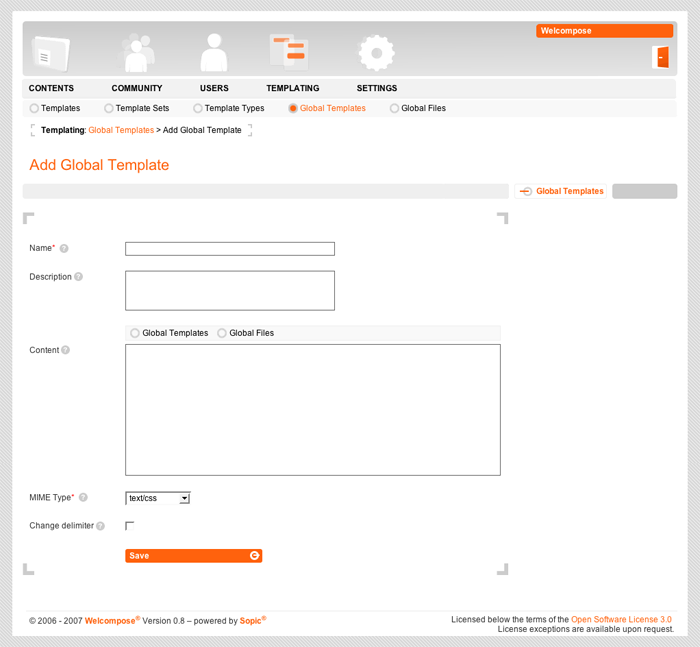 Welcompose
CONTENTS COMMUNITY USERS TEMPLATING SETTINGS
Templates Template Sets Template Types Global Templates Global Files
Templating: Global Templates > Add Global Template
Add Global Template
Global Templates
Name* ?
Description ?
Global Templates Global Files
Content ?
MIME Type* ? text/css
Change delimiter ?
Save
© 2006 - 2007 Welcompose® Version 0.8 – powered by Sopic®
Licensed below the terms of the Open Software License 3.0
License exceptions are available upon request.